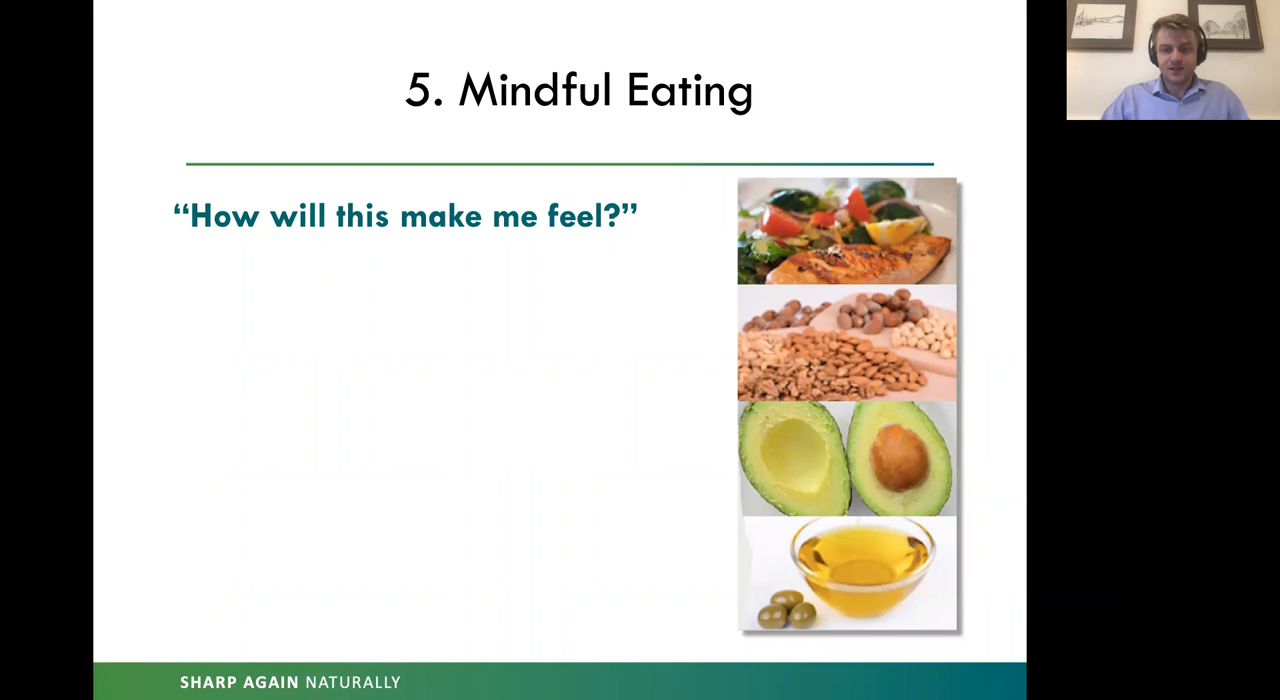 5. Mindful Eating
“How will this make me feel?”
SHARP AGAIN NATURALLY